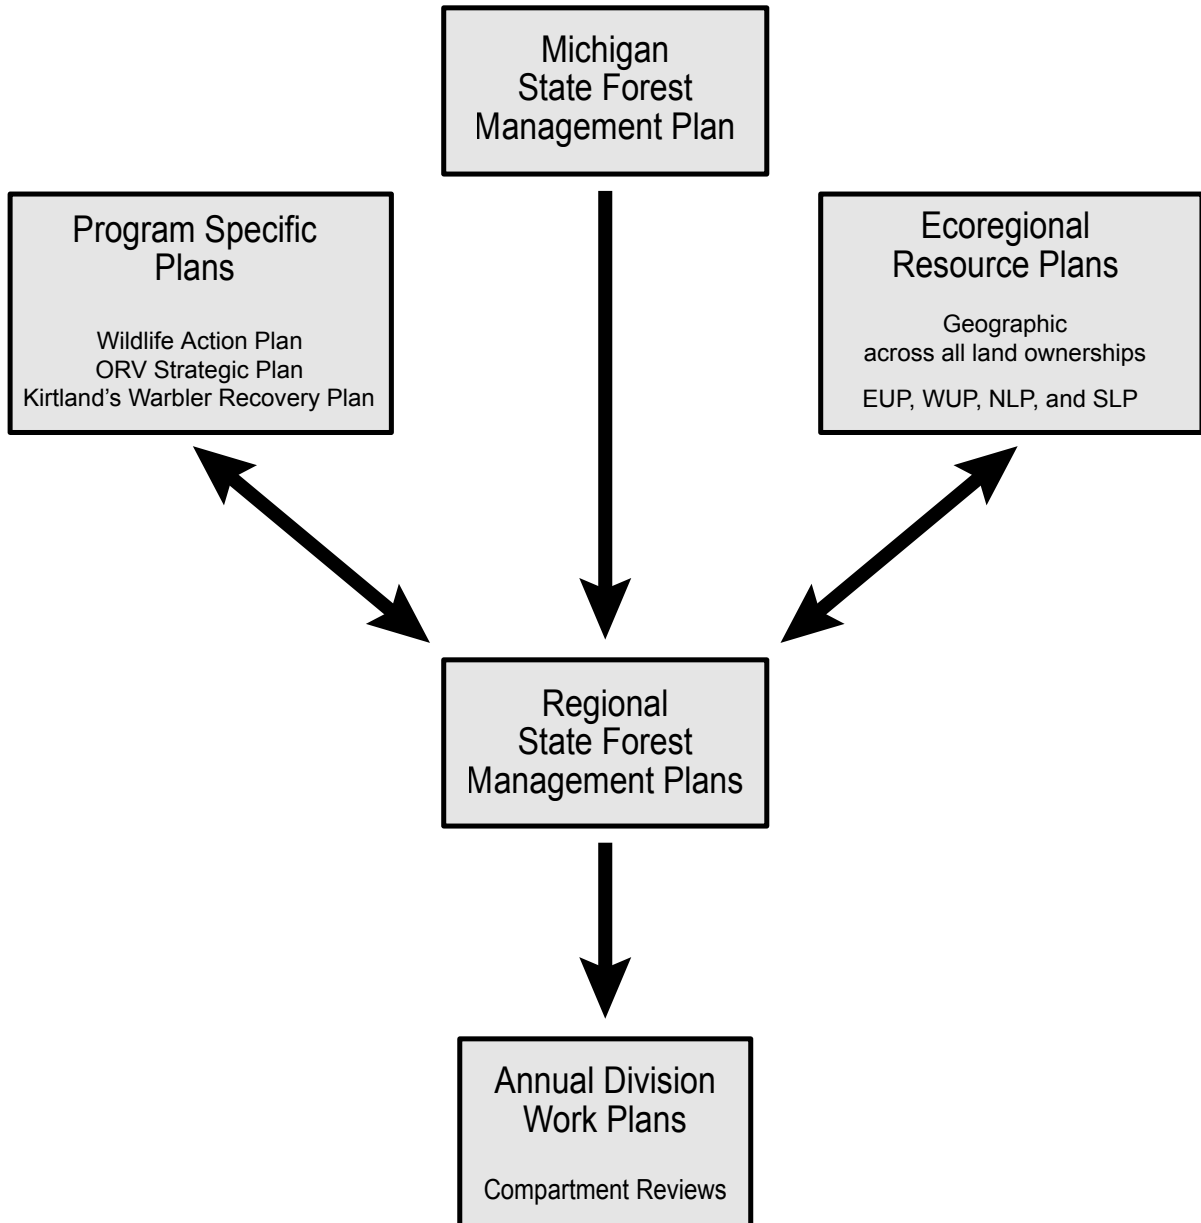 Michigan
State Forest
Management Plan
Program Specific
Plans
Wildlife Action Plan
ORV Strategic Plan
Kirtland's Warbler Recovery Plan
Ecoregional
Resource Plans
Geographic
across all land ownerships
EUP, WUP, NLP, and SLP
Regional
State Forest
Management Plans
Annual Division
Work Plans
Compartment Reviews